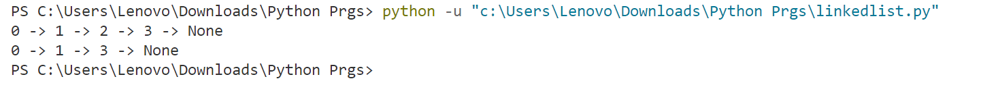 PS C:\Users\Lenovo\Downloads\Python Prgs> python -u "c:\Users\Lenovo\Downloads\Python Prgs\linkedlist.py"
0 -> 1 -> 2 -> 3 -> None
0 -> 1 -> 3 -> None
PS C:\Users\Lenovo\Downloads\Python Prgs>